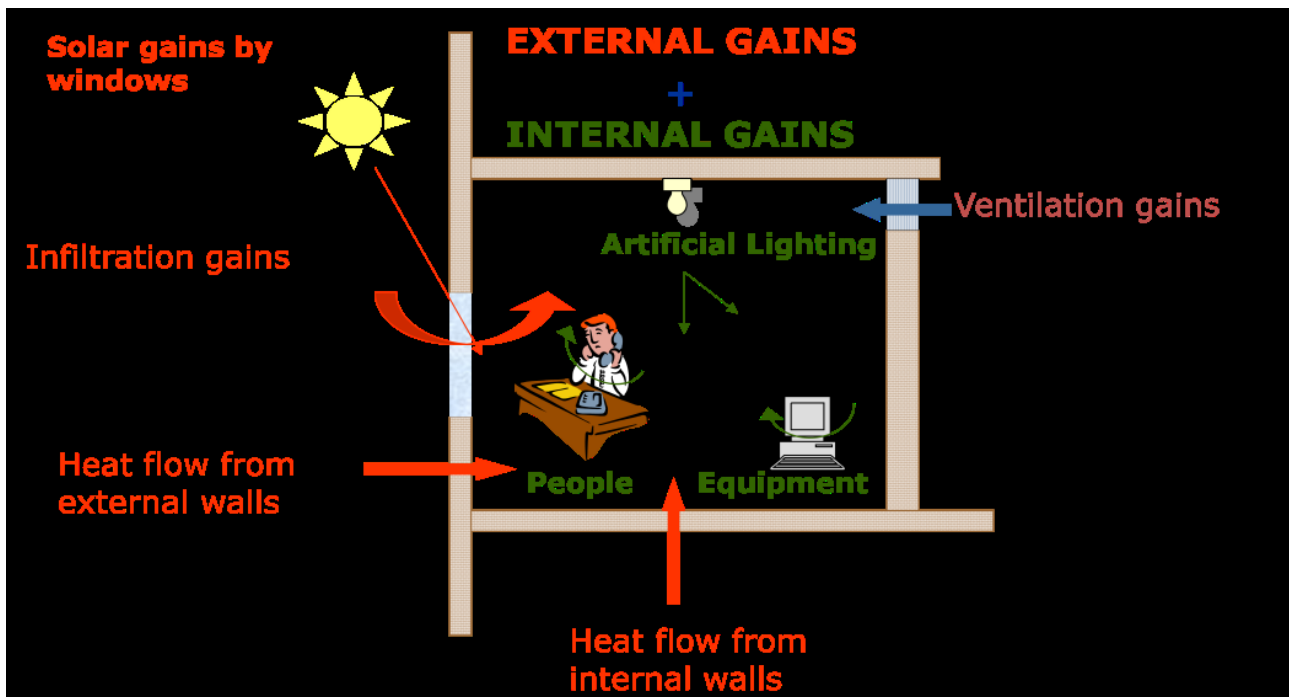 Solar gains by
windows
EXTERNAL GAINS
+
INTERNAL GAINS
Ventilation gains
Artificial Lighting
Infiltration gains
Heat flow from
external walls
People
Equipment
Heat flow from
internal walls